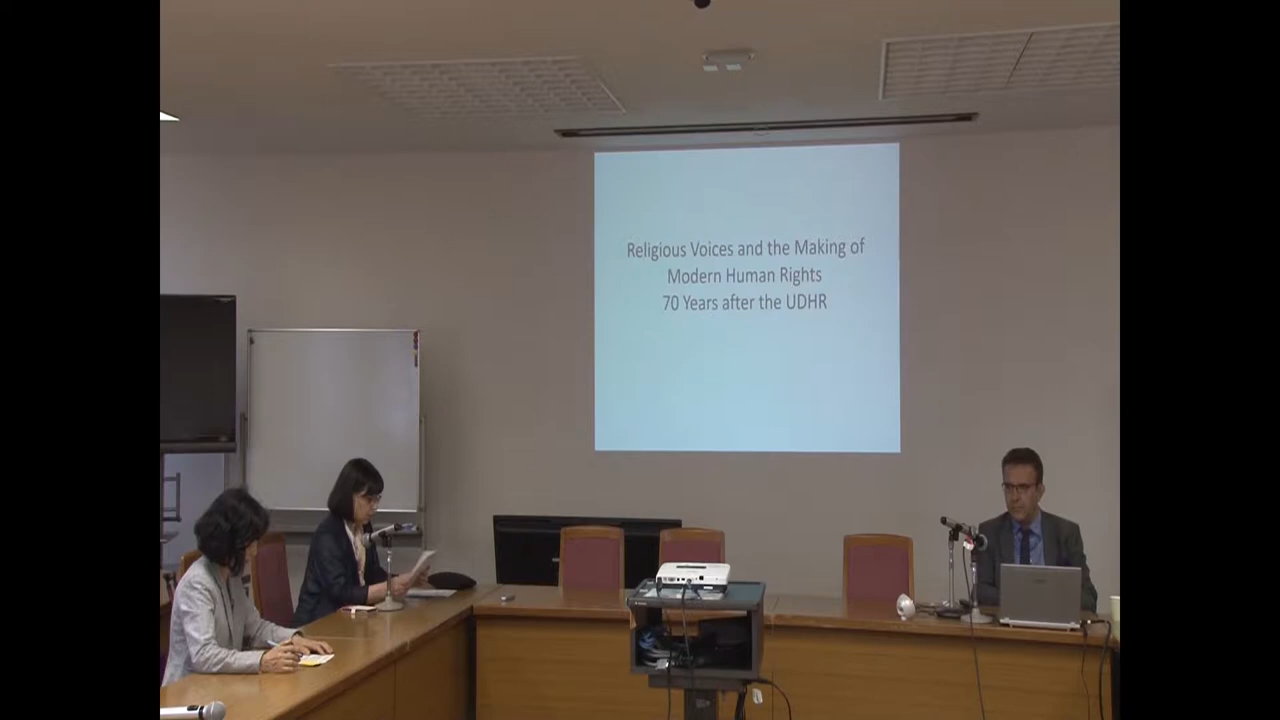 Religious Voices and the Making of
Modern Human Rights
70 Years after the UDHR